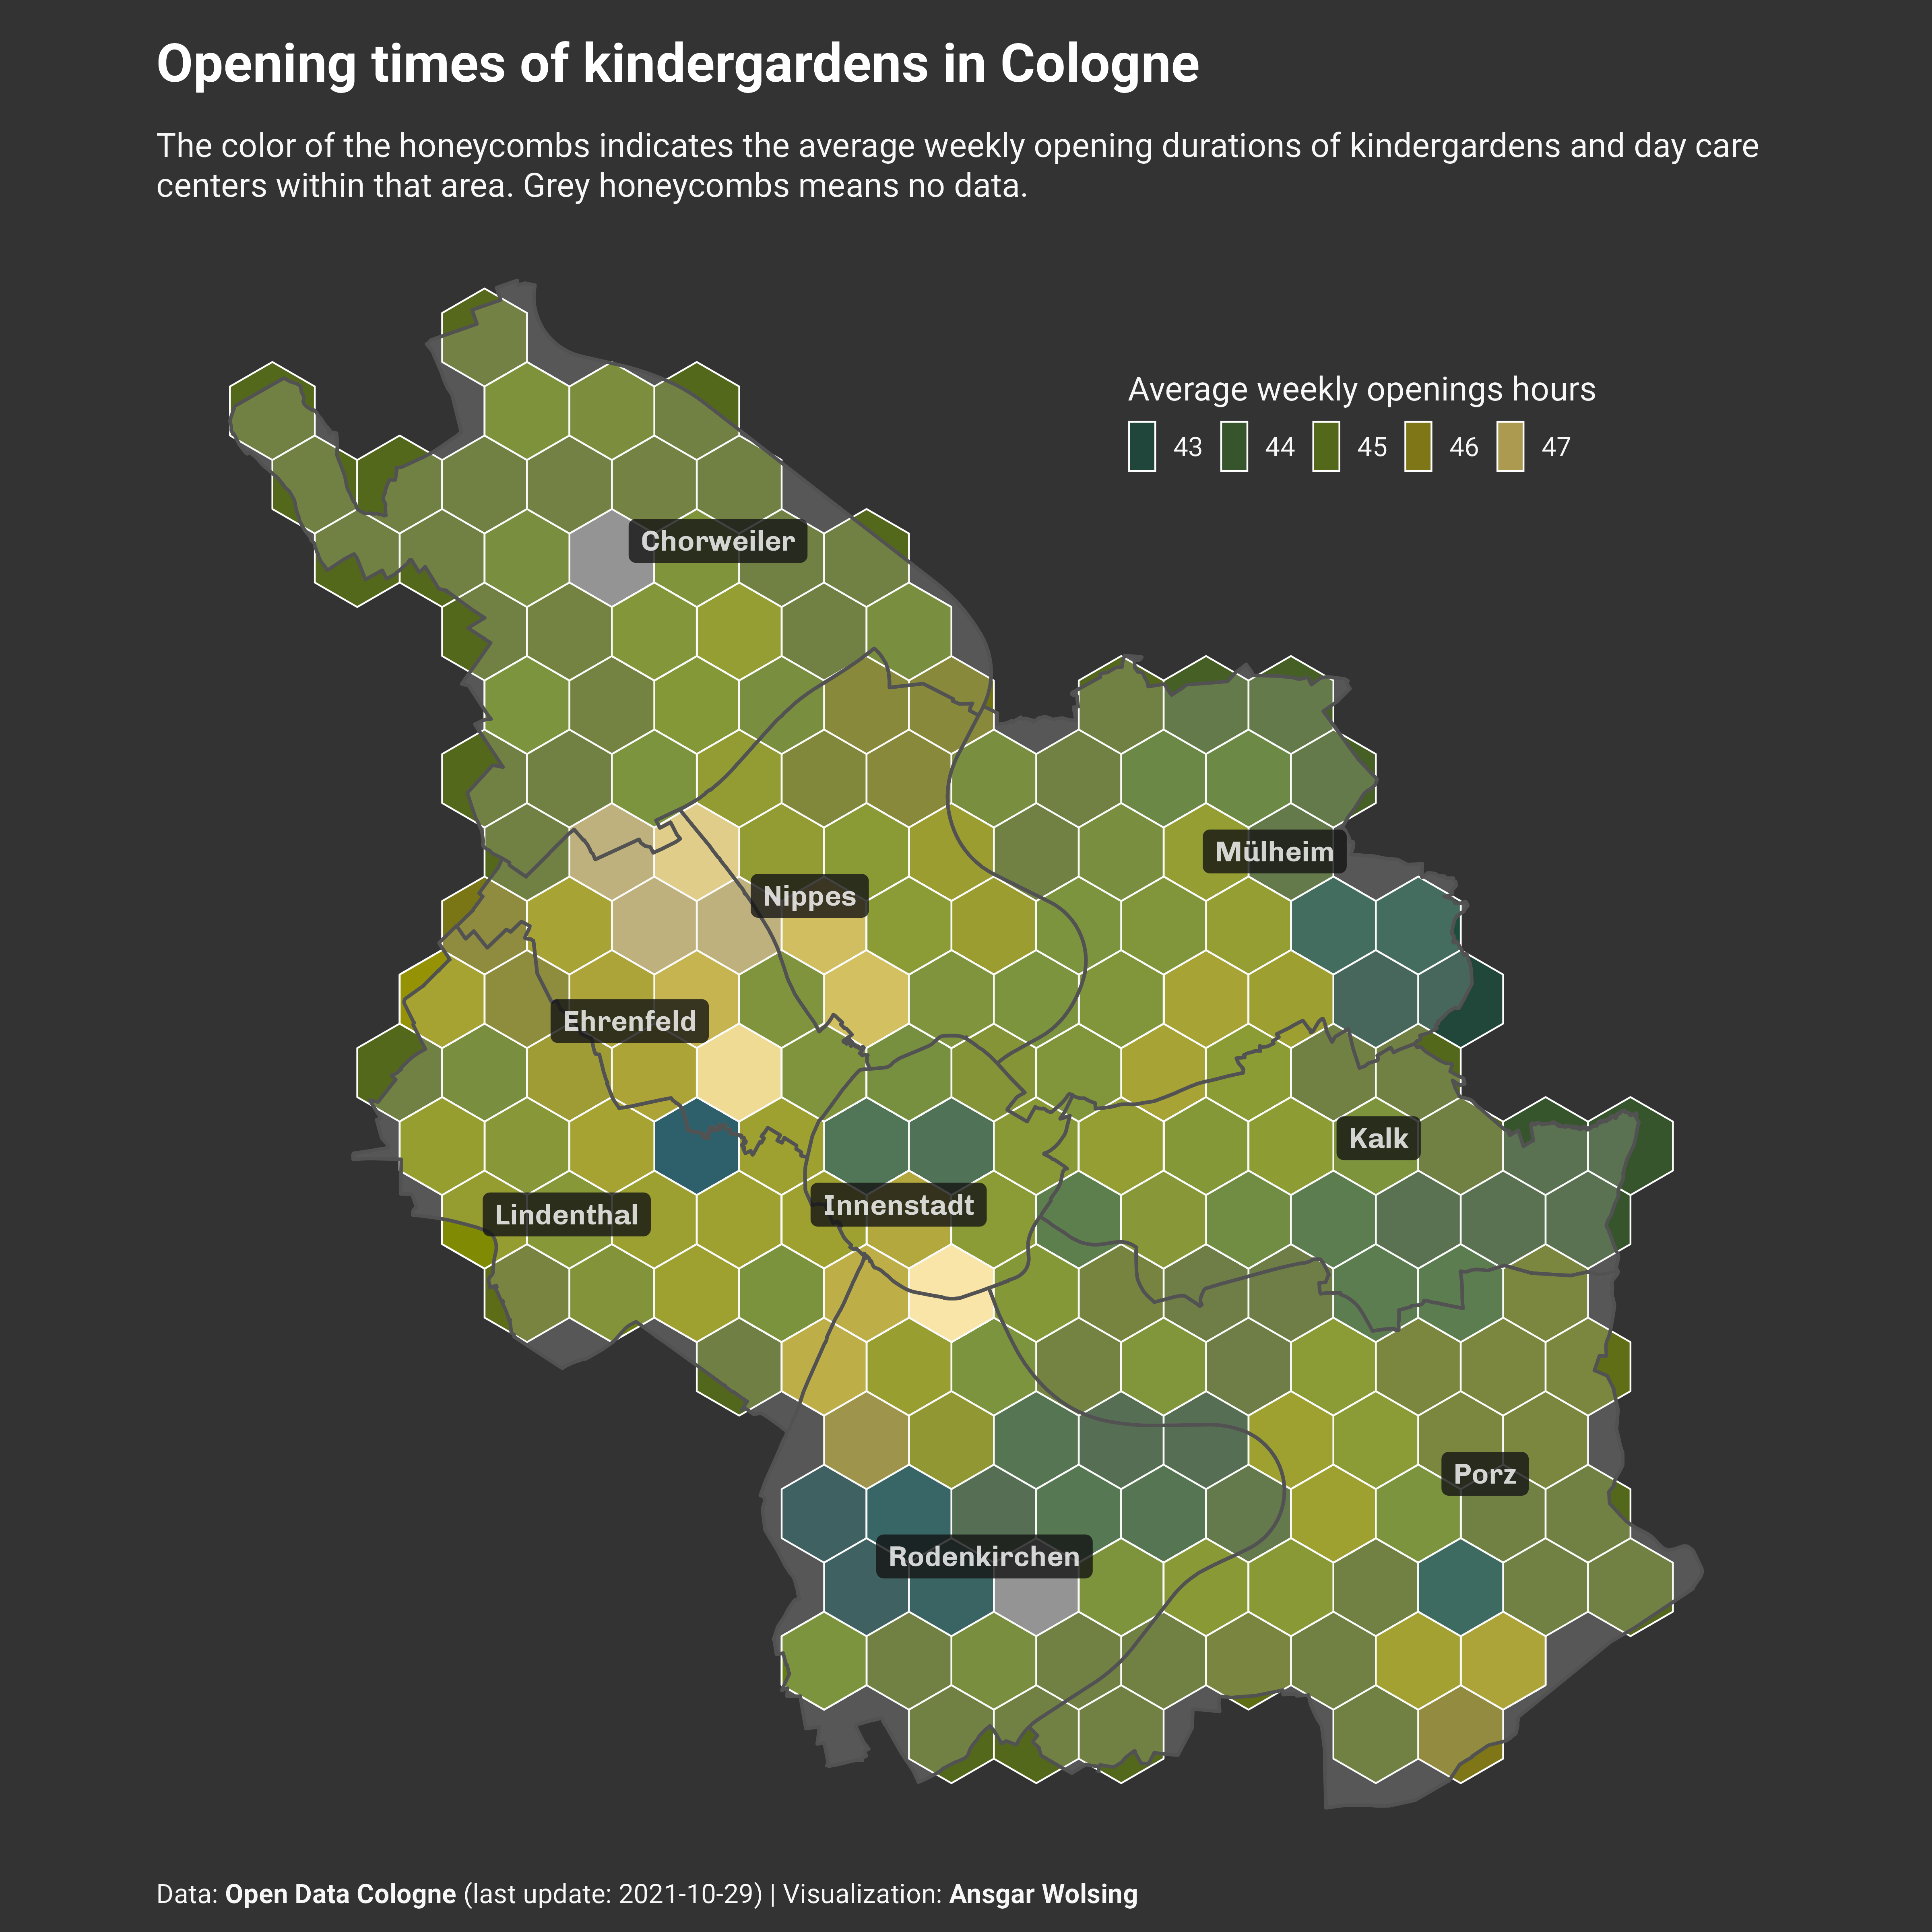 Opening times of kindergardens in Cologne
The color of the honeycombs indicates the average weekly opening durations of kindergardens and day care
centers within that area. Grey honeycombs means no data.
Average weekly openings hours
43 44 45 46 47
Chorweiler
Mülheim
Nippes
Ehrenfeld
Kalk
Innenstadt
Lindenthal
Porz
Rodenkirchen
Data: Open Data Cologne (last update: 2021-10-29) | Visualization: Ansgar Wolsing